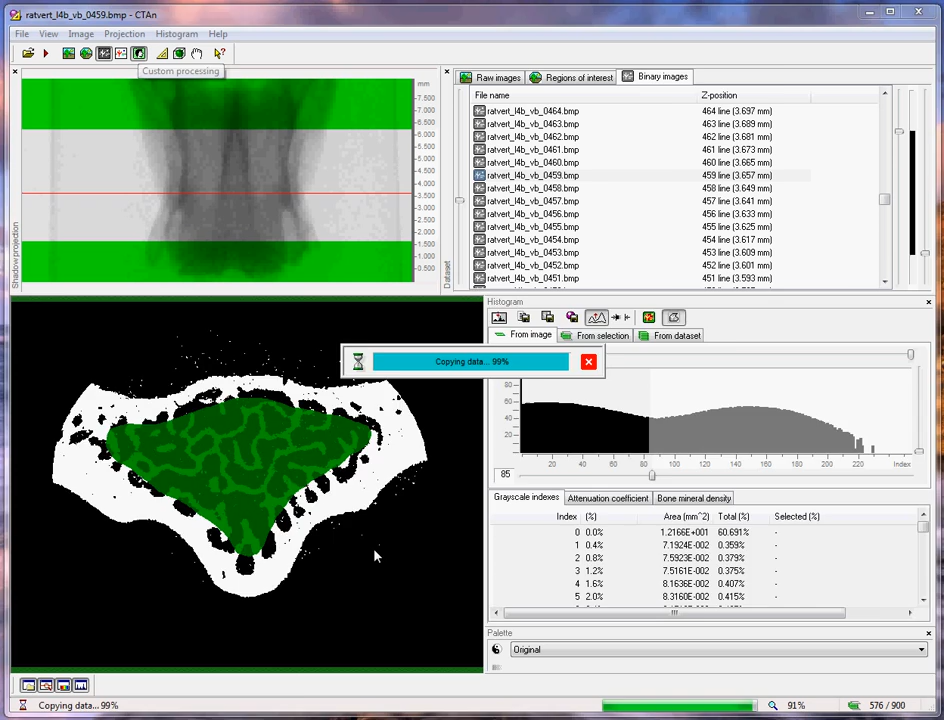 ratvert_l4b_vb_0459.bmp - CTAn
File View Image Projection Histogram Help
Custom processing
mm
7.500
7.000
6.500
6.000
5.500
5.000
4.500
4.000
3.500
3.000
2.500
2.000
1.500
1.000
0.500
Shadow projection
Dataset
Raw images Regions of interest Binary images
File name Z-position
ratvert_l4b_vb_0464.bmp 464 line (3.697 mm)
ratvert_l4b_vb_0463.bmp 463 line (3.689 mm)
ratvert_l4b_vb_0462.bmp 462 line (3.681 mm)
ratvert_l4b_vb_0461.bmp 461 line (3.673 mm)
ratvert_l4b_vb_0460.bmp 460 line (3.665 mm)
ratvert_l4b_vb_0459.bmp 459 line (3.657 mm)
ratvert_l4b_vb_0458.bmp 458 line (3.649 mm)
ratvert_l4b_vb_0457.bmp 457 line (3.641 mm)
ratvert_l4b_vb_0456.bmp 456 line (3.633 mm)
ratvert_l4b_vb_0455.bmp 455 line (3.625 mm)
ratvert_l4b_vb_0454.bmp 454 line (3.617 mm)
ratvert_l4b_vb_0453.bmp 453 line (3.609 mm)
ratvert_l4b_vb_0452.bmp 452 line (3.601 mm)
ratvert_l4b_vb_0451.bmp 451 line (3.593 mm)
Histogram
From image From selection From dataset
Copying data... 99%
80
60
40
20
20 40 60 80 100 120 140 160 180 200 220 Index
85
Grayscale indexes Attenuation coefficient Bone mineral density
Index (%) Area (mm^2) Total (%) Selected (%)
0 0.0% 1.2166E+001 60.691% -
1 0.4% 7.1924E-002 0.359% -
2 0.8% 7.5923E-002 0.379% -
3 1.2% 7.5161E-002 0.375% -
4 1.6% 8.1636E-002 0.407% -
5 2.0% 8.3160E-002 0.415% -
Palette
Original
Copying data... 99% 91% 576 / 900